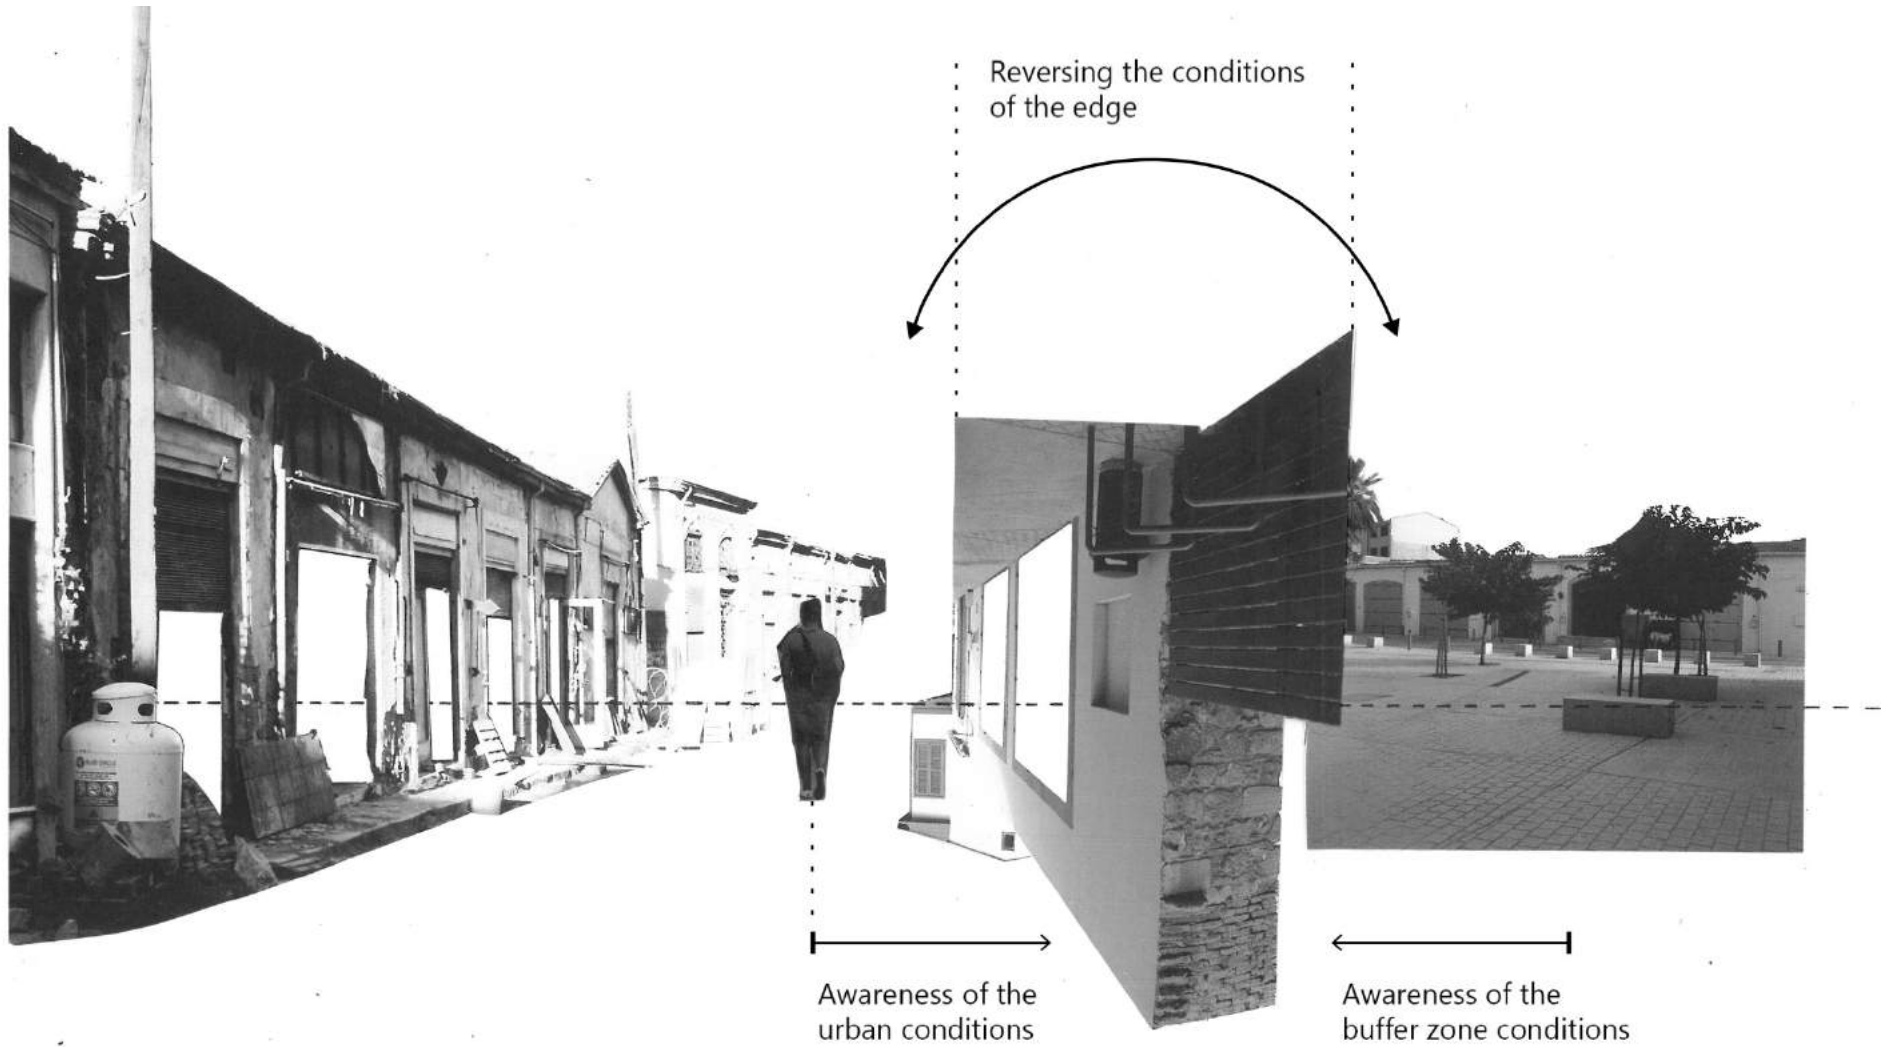 Reversing the conditions
of the edge
Awareness of the
urban conditions
Awareness of the
buffer zone conditions